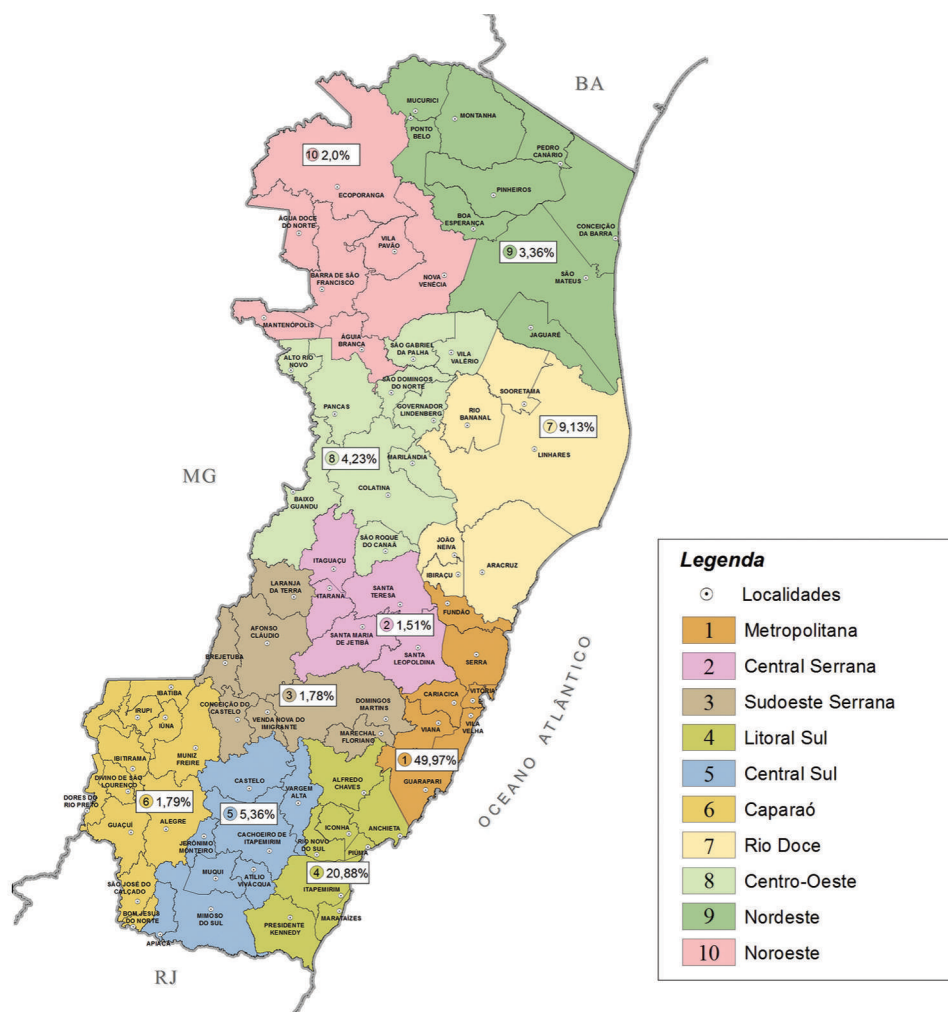 BA
MUCURICI
MONTANHA
PONTO
BELO
PEDRO
CANÁRIO
10 2,0%
ECOPORANGA
PINHEIROS
ÁGUA DOCE
DO NORTE
BOA
ESPERANÇA
CONCEIÇÃO
DA BARRA
VILA
PAVÃO
9 3,36%
BARRA DE SÃO
FRANCISCO
NOVA
VENÉCIA
SÃO
MATEUS
MANTENÓPOLIS
JAGUARÉ
ÁGUIA
BRANCA
SÃO GABRIEL
DA PALHA
VILA
VALÉRIO
ALTO RIO
NOVO
SÃO DOMINGOS
DO NORTE
SOORETAMA
PANCAS
GOVERNADOR
LINDENBERG
RIO
BANANAL
7 9,13%
LINHARES
8 4,23%
MARILÂNDIA
MG
COLATINA
BAIXO
GUANDU
SÃO ROQUE
DO CANAÃ
JOÃO
NEIVA
ITAGUAÇU
IBIRAÇU
ARACRUZ
LARANJA
DA TERRA
ITARANA
SANTA
TERESA
FUNDÃO
AFONSO
CLÁUDIO
2 1,51%
SANTA MARIA
DE JETIBÁ
SANTA
LEOPOLDINA
SERRA
BREJETUBA
IBATIBA
3 1,78%
CARIACICA
VITÓRIA
CONCEIÇÃO DO
CASTELO
DOMINGOS
MARTINS
IRUPI
IÚNA
VENDA NOVA DO
IMIGRANTE
VIANA
VILA
VELHA
MARECHAL
FLORIANO
MUNIZ
FREIRE
1 49,97%
IBITIRAMA
CASTELO
ALFREDO
CHAVES
GUARAPARI
DIVINO DE SÃO
LOURENÇO
VARGEM
ALTA
DORES DO
RIO PRETO
6 1,79%
5 5,36%
GUAÇUÍ
ALEGRE
CACHOEIRO DE
ITAPEMIRIM
ICONHA
ANCHIETA
JERÔNIMO
MONTEIRO
RIO NOVO
DO SUL
PIÚMA
MUQUI
ATILIO
VIVACQUA
4 20,88%
SÃO JOSÉ DO
CALÇADO
ITAPEMIRIM
BOM JESUS
DO NORTE
MIMOSO
DO SUL
MARATAÍZES
PRESIDENTE
KENNEDY
APIACÁ
RJ
OCEANO ATLÂNTICO
Legenda
Localidades
1 Metropolitana
2 Central Serrana
3 Sudoeste Serrana
4 Litoral Sul
5 Central Sul
6 Caparaó
7 Rio Doce
8 Centro-Oeste
9 Nordeste
10 Noroeste